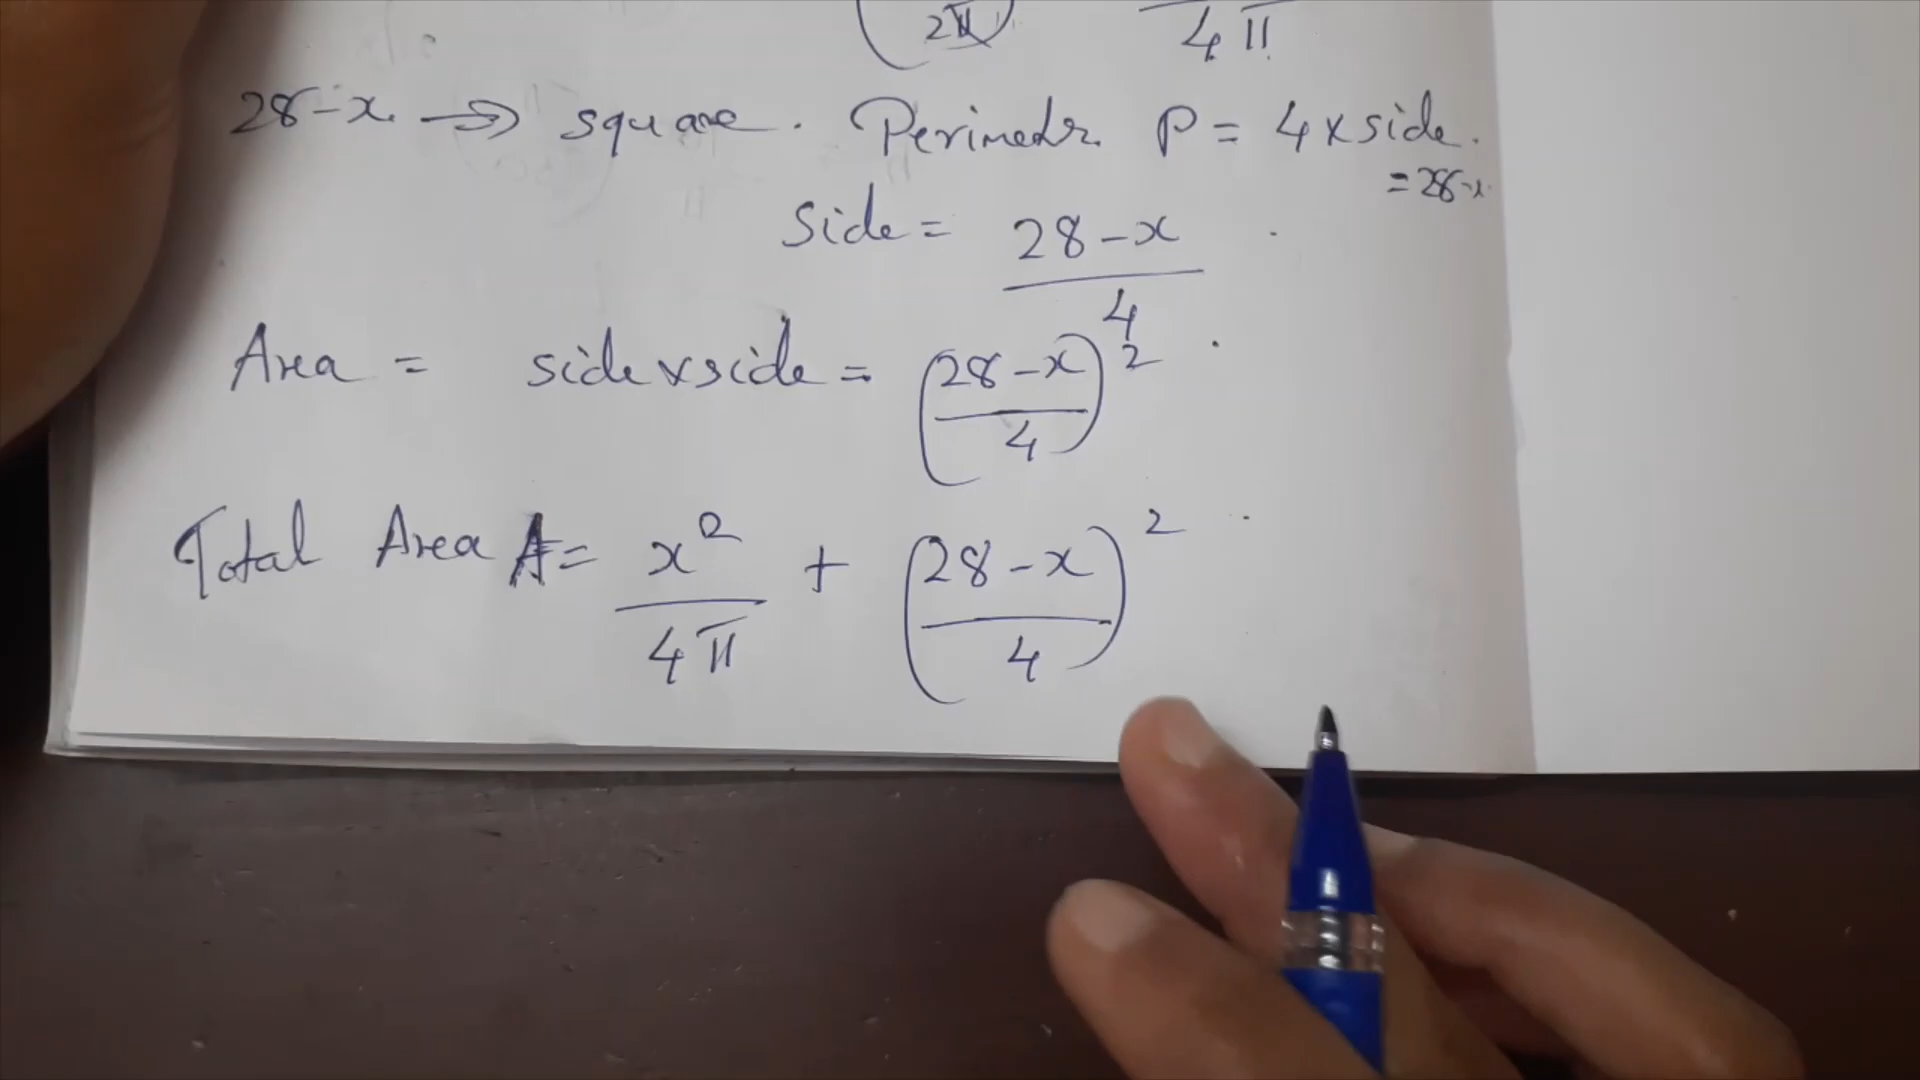 2π 4π
28-x → square. Perimeter P = 4 x side.
= 28-x
Side = 28-x / 4
Area = side x side = (28-x / 4)²
Total Area A = x² / 4π + (28-x / 4)²